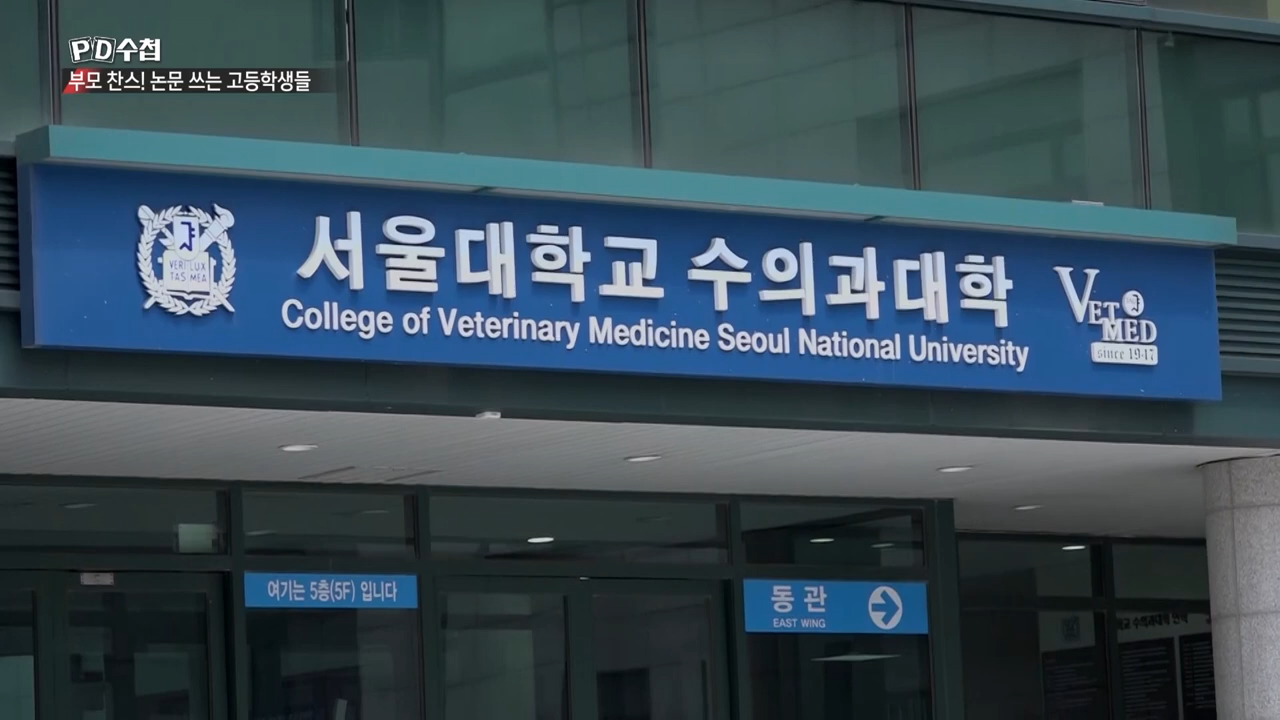 PD수첩
부모 찬스! 논문 쓰는 고등학생들
VERI LUX
TAS MEA
서울대학교 수의과대학
College of Veterinary Medicine Seoul National University
VET
MED
since 1947
여기는 5층(5F) 입니다
동관
EAST WING